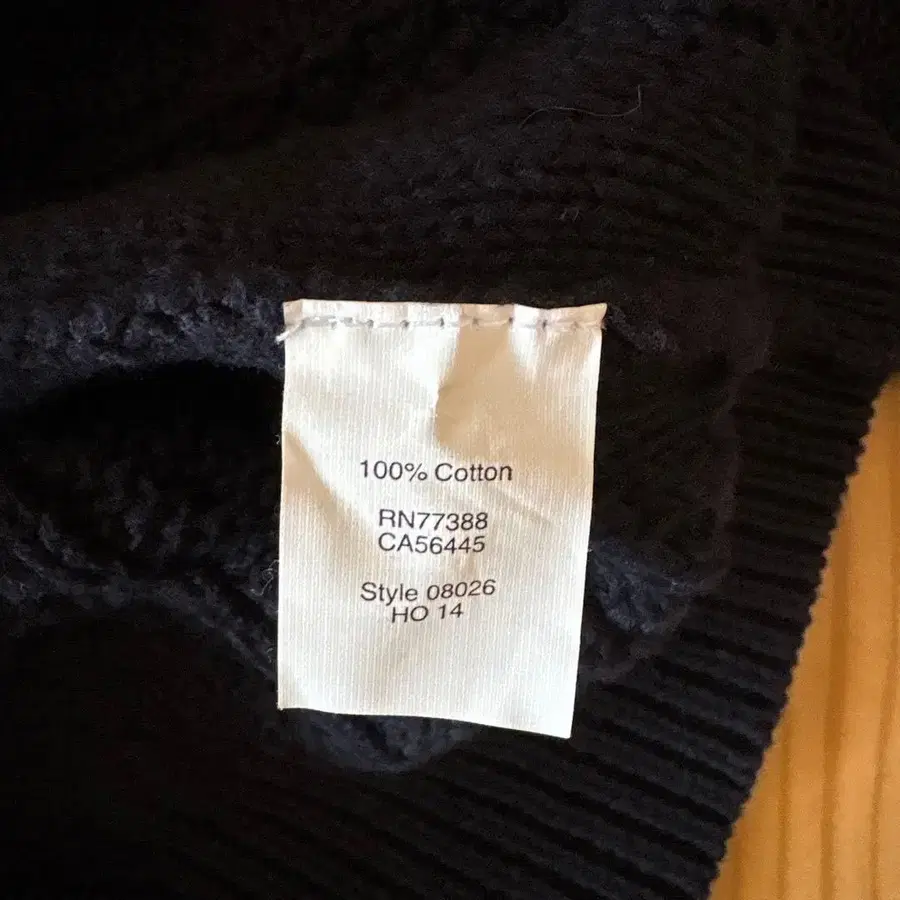 100% Cotton
RN77388
CA56445
Style 08026
HO 14